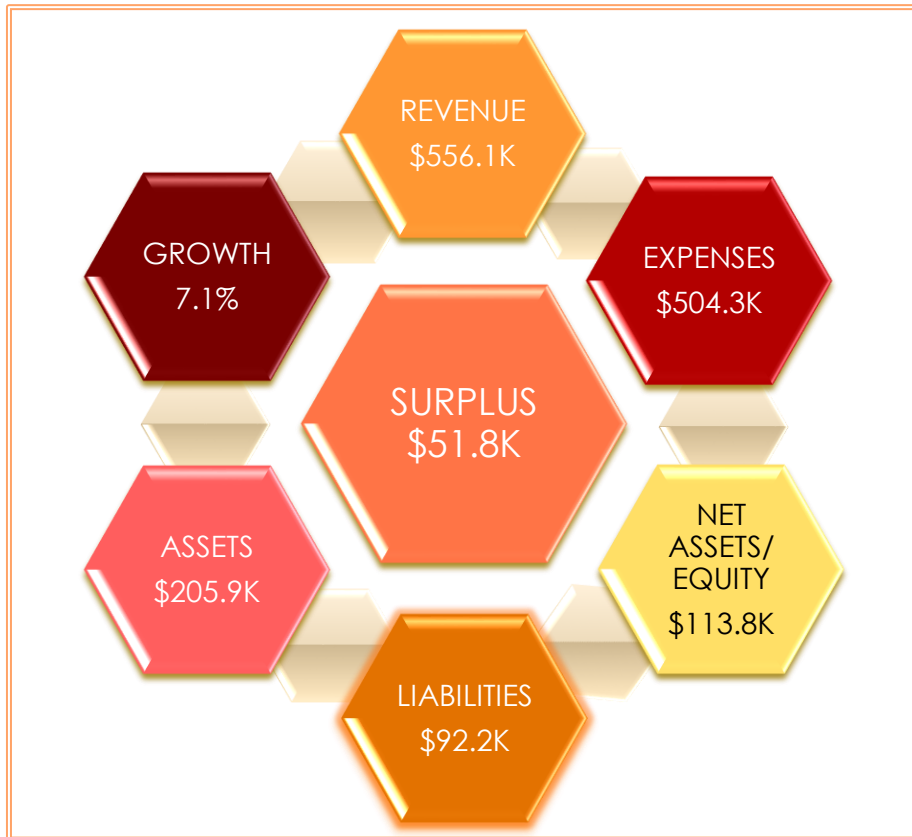 REVENUE
$556.1K
GROWTH
7.1%
EXPENSES
$504.3K
SURPLUS
$51.8K
ASSETS
$205.9K
NET
ASSETS/
EQUITY
$113.8K
LIABILITIES
$92.2K